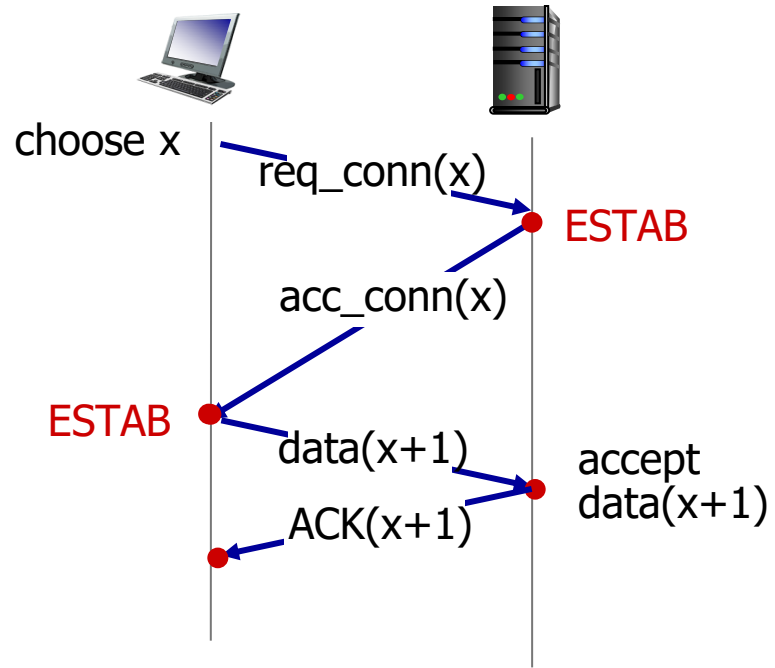 choose x
req_conn(x)
ESTAB
acc_conn(x)
ESTAB
data(x+1)
accept
data(x+1)
ACK(x+1)